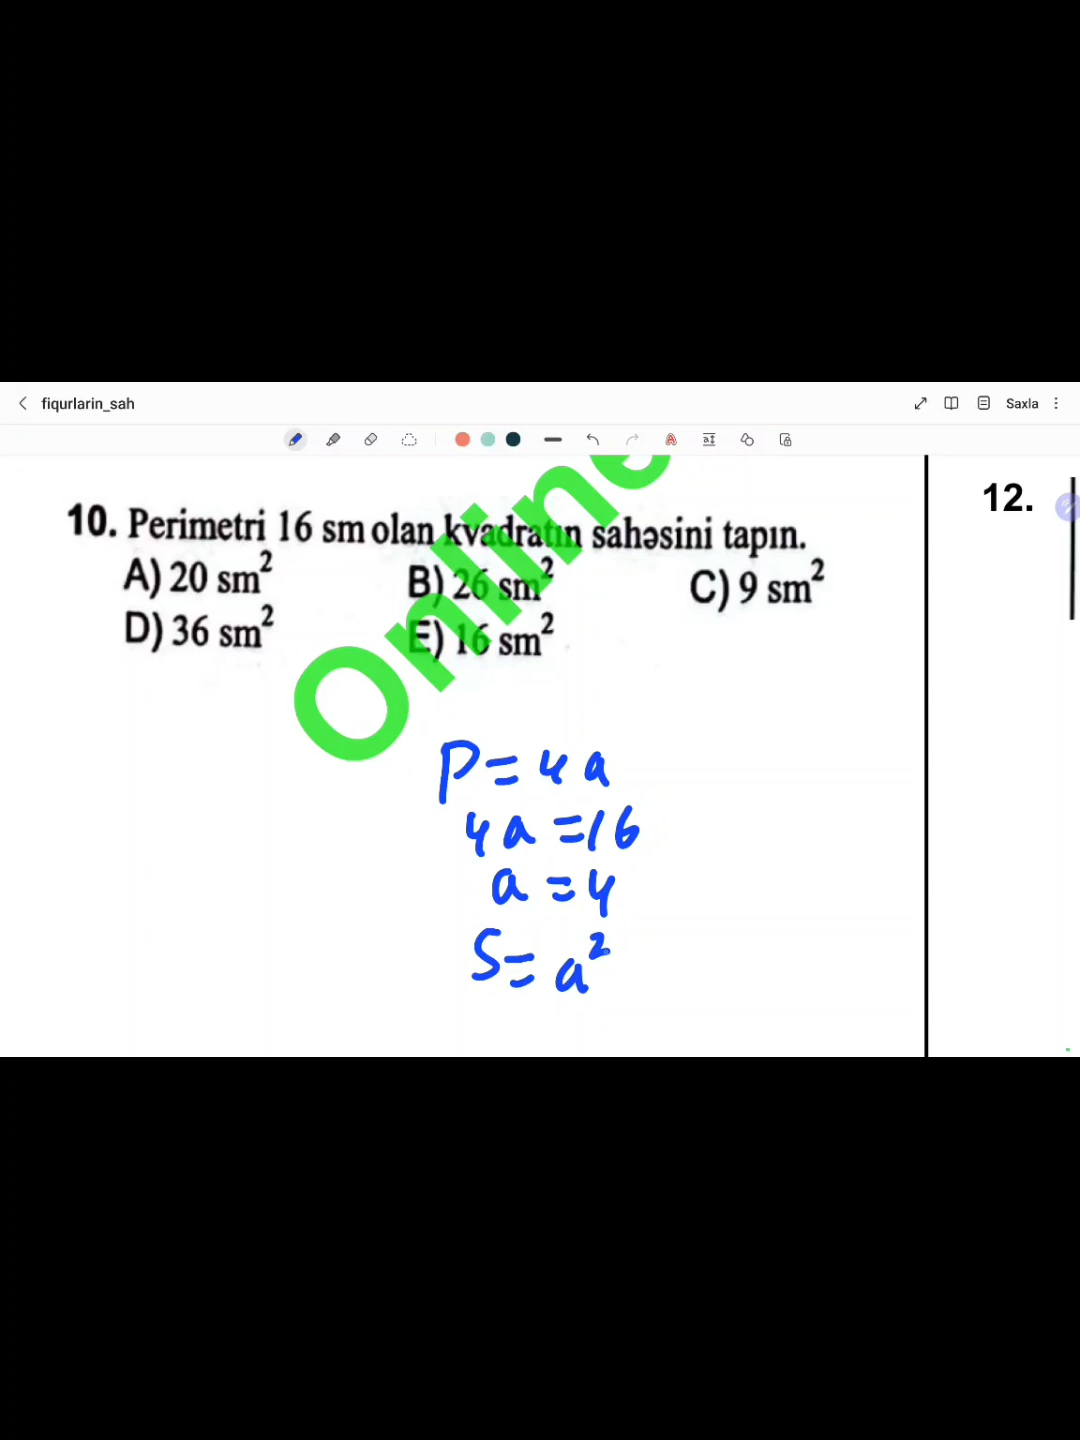 fiqurlarin_sah
Saxla
10. Perimetri 16 sm olan kvadratın sahəsini tapın.
A) 20 sm²
B) 26 sm²
C) 9 sm²
D) 36 sm²
E) 16 sm²
Online
P = 4a
4a = 16
a = 4
S = a²
12.